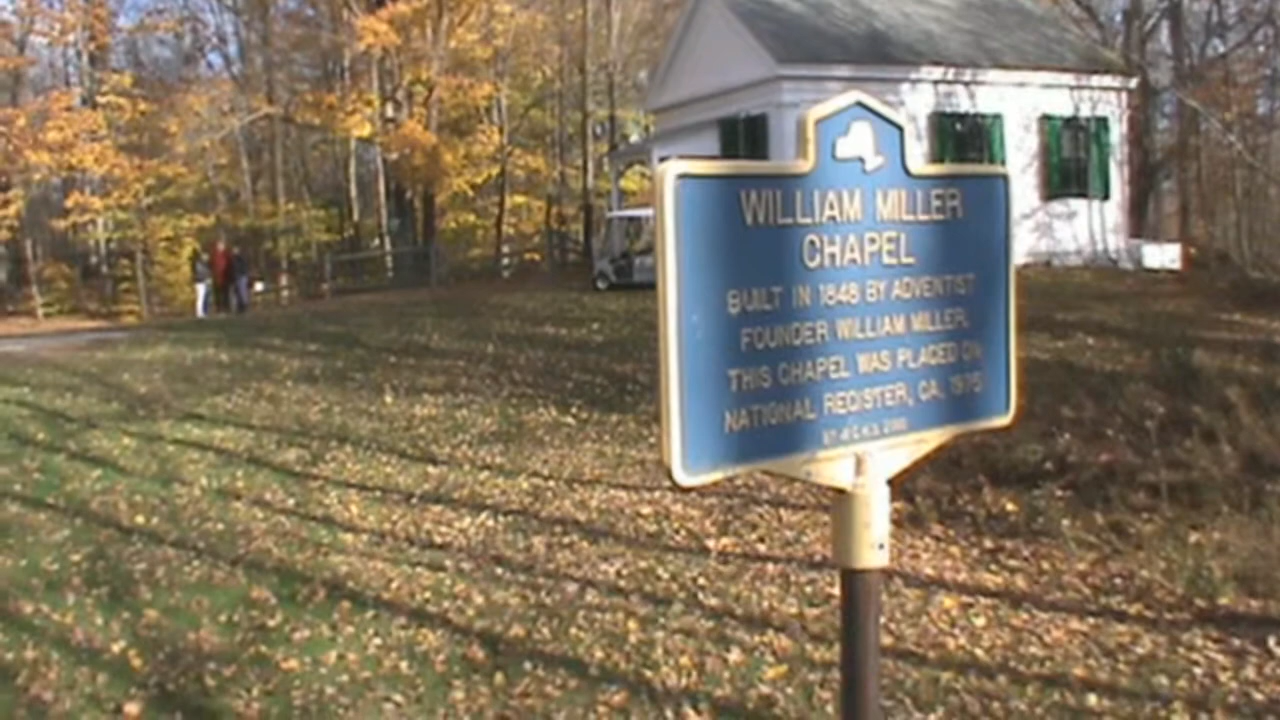 WILLIAM MILLER
CHAPEL
BUILT IN 1848 BY ADVENTIST
FOUNDER WILLIAM MILLER.
THIS CHAPEL WAS PLACED ON
NATIONAL REGISTER, CA. 1975